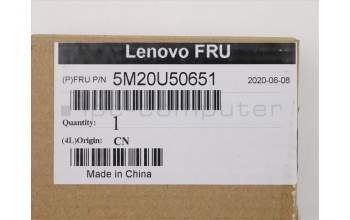 Lenovo FRU
(P)FRU P/N 5M20U50651 2020-06-08
Quantity: 1
(4L)Origin: CN
Made in China